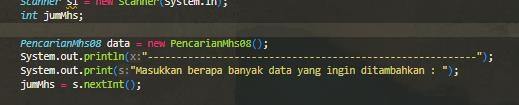 Scanner s1 = new Scanner(System.in);
int jumMhs;
PencarianMhs08 data = new PencarianMhs08();
System.out.println(x:"----------------------------------------------------------");
System.out.print(s:"Masukkan berapa banyak data yang ingin ditambahkan : ");
jumMhs = s.nextInt();